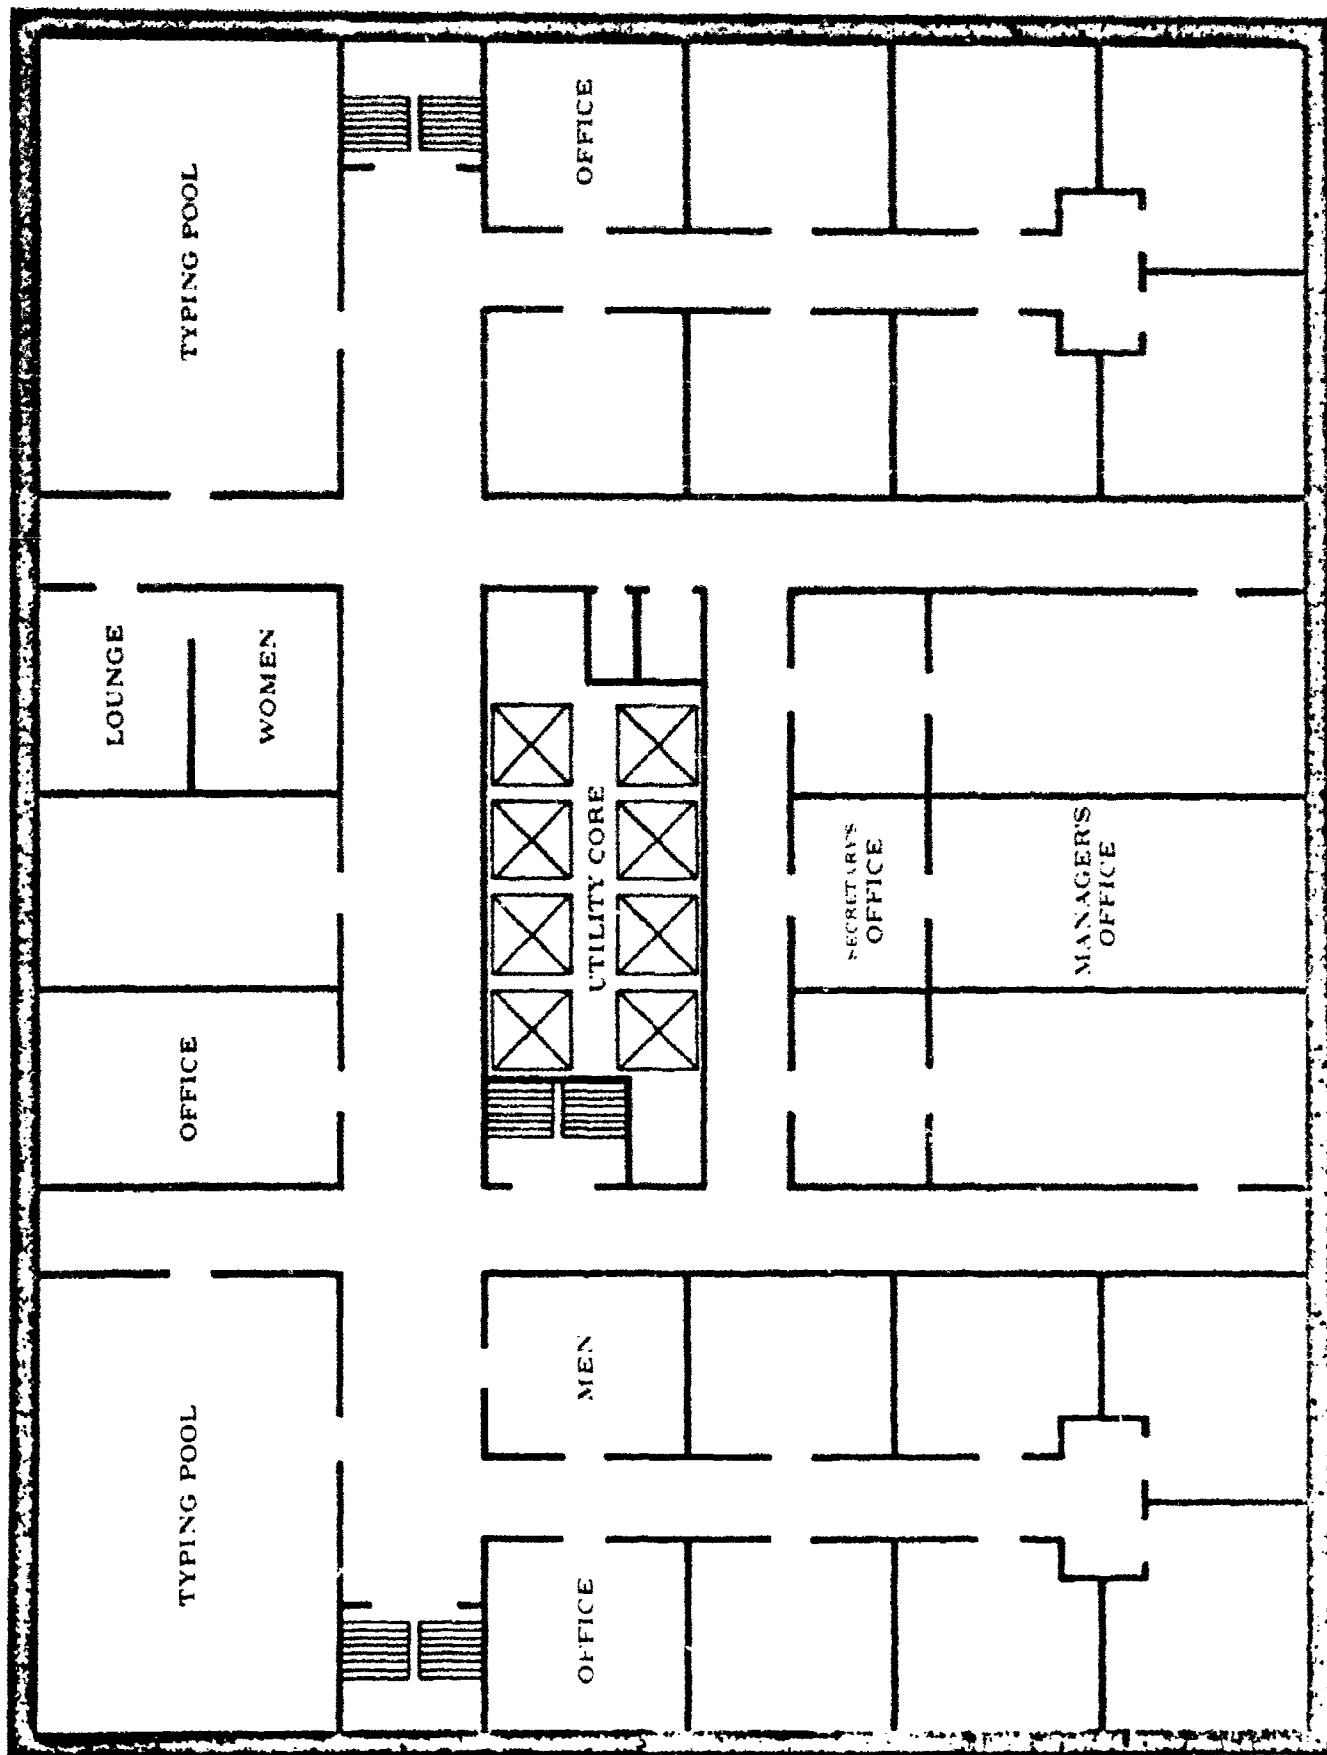 TYPING POOL
LOUNGE
WOMEN
OFFICE
TYPING POOL
OFFICE
UTILITY CORE
MEN
OFFICE
SECRETARY'S
OFFICE
MANAGER'S
OFFICE